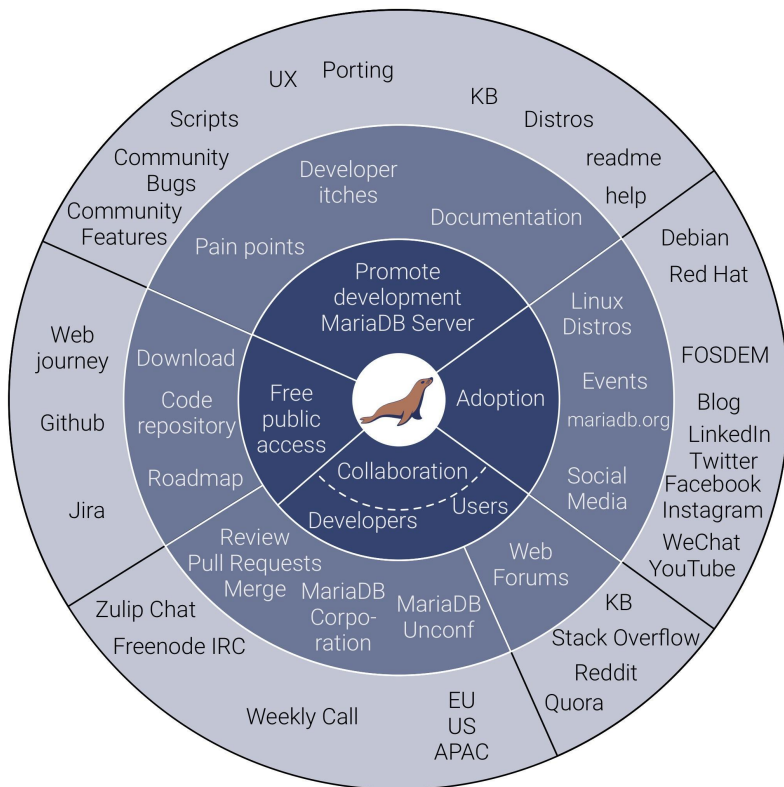 UX
Porting
KB
Scripts
Distros
Community
Bugs
readme
Community
Features
help
Developer
itches
Documentation
Pain points
Promote
development
MariaDB Server
Debian
Red Hat
FOSDEM
Blog
LinkedIn
Twitter
Facebook
Instagram
WeChat
YouTube
Linux
Distros
Events
mariadb.org
Social
Media
Adoption
Web
journey
Github
Jira
Download
Code
repository
Roadmap
Free
public
access
Collaboration
Developers
Users
Review
Pull Requests
Merge
MariaDB
Corpo-
ration
MariaDB
Unconf
Web
Forums
Zulip Chat
Freenode IRC
Weekly Call
EU
US
APAC
KB
Stack Overflow
Reddit
Quora